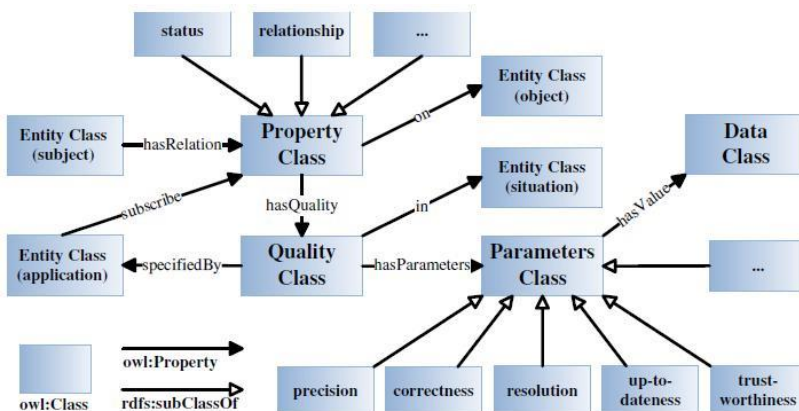 status
relationship
...
Entity Class
(object)
Entity Class
(subject)
hasRelation
Property
Class
on
Data
Class
Entity Class
(situation)
subscribe
hasQuality
in
hasValue
Entity Class
(application)
specifiedBy
Quality
Class
hasParameters
Parameters
Class
...
owl:Class
owl:Property
rdfs:subClassOf
precision
correctness
resolution
up-to-
dateness
trust-
worthiness